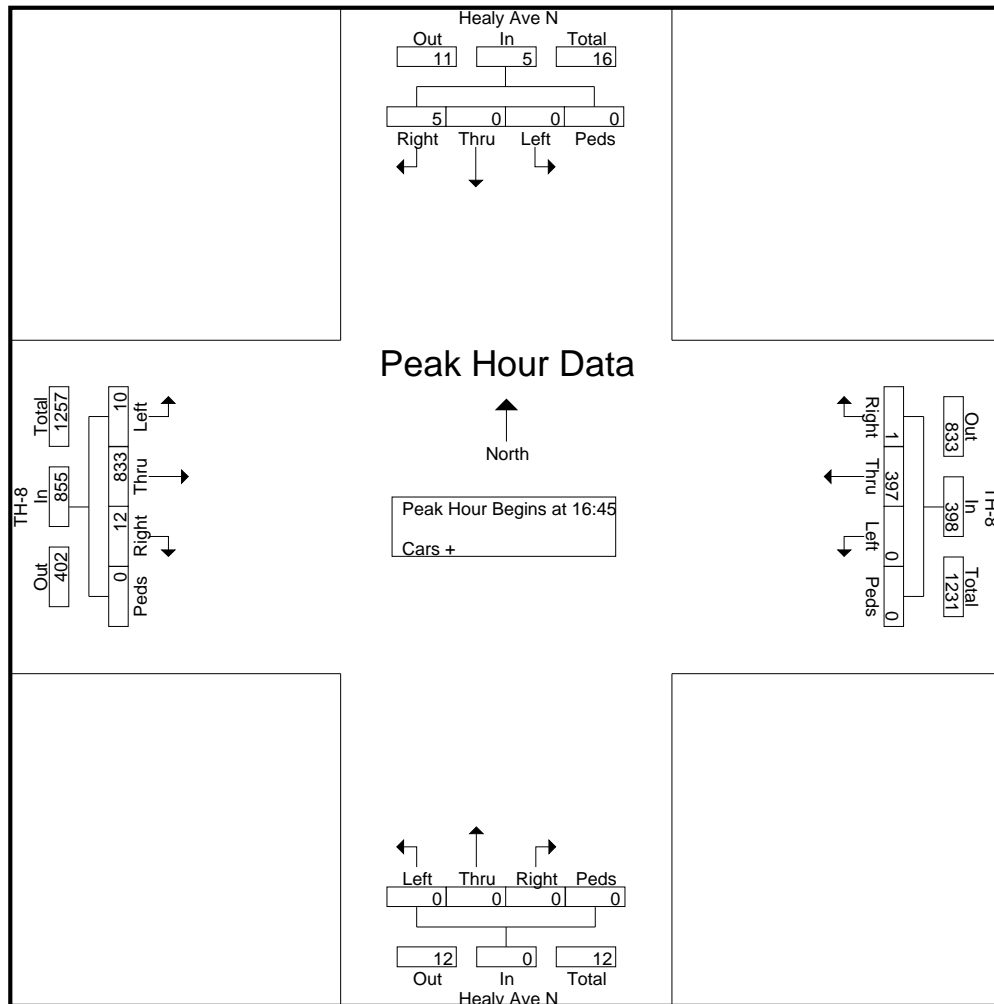 Healy Ave N
Out In Total
11 5 16
5 0 0 0
Right Thru Left Peds
Peak Hour Data
North
Peak Hour Begins at 16:45
Cars +
TH-8
Total In Out
1257 855 402
10 833 12 0
Left Thru Right Peds
TH-8
Out In Total
833 398 1231
1 397 0 0
Right Thru Left Peds
Left Thru Right Peds
0 0 0 0
12 0 12
Out In Total
Healy Ave N